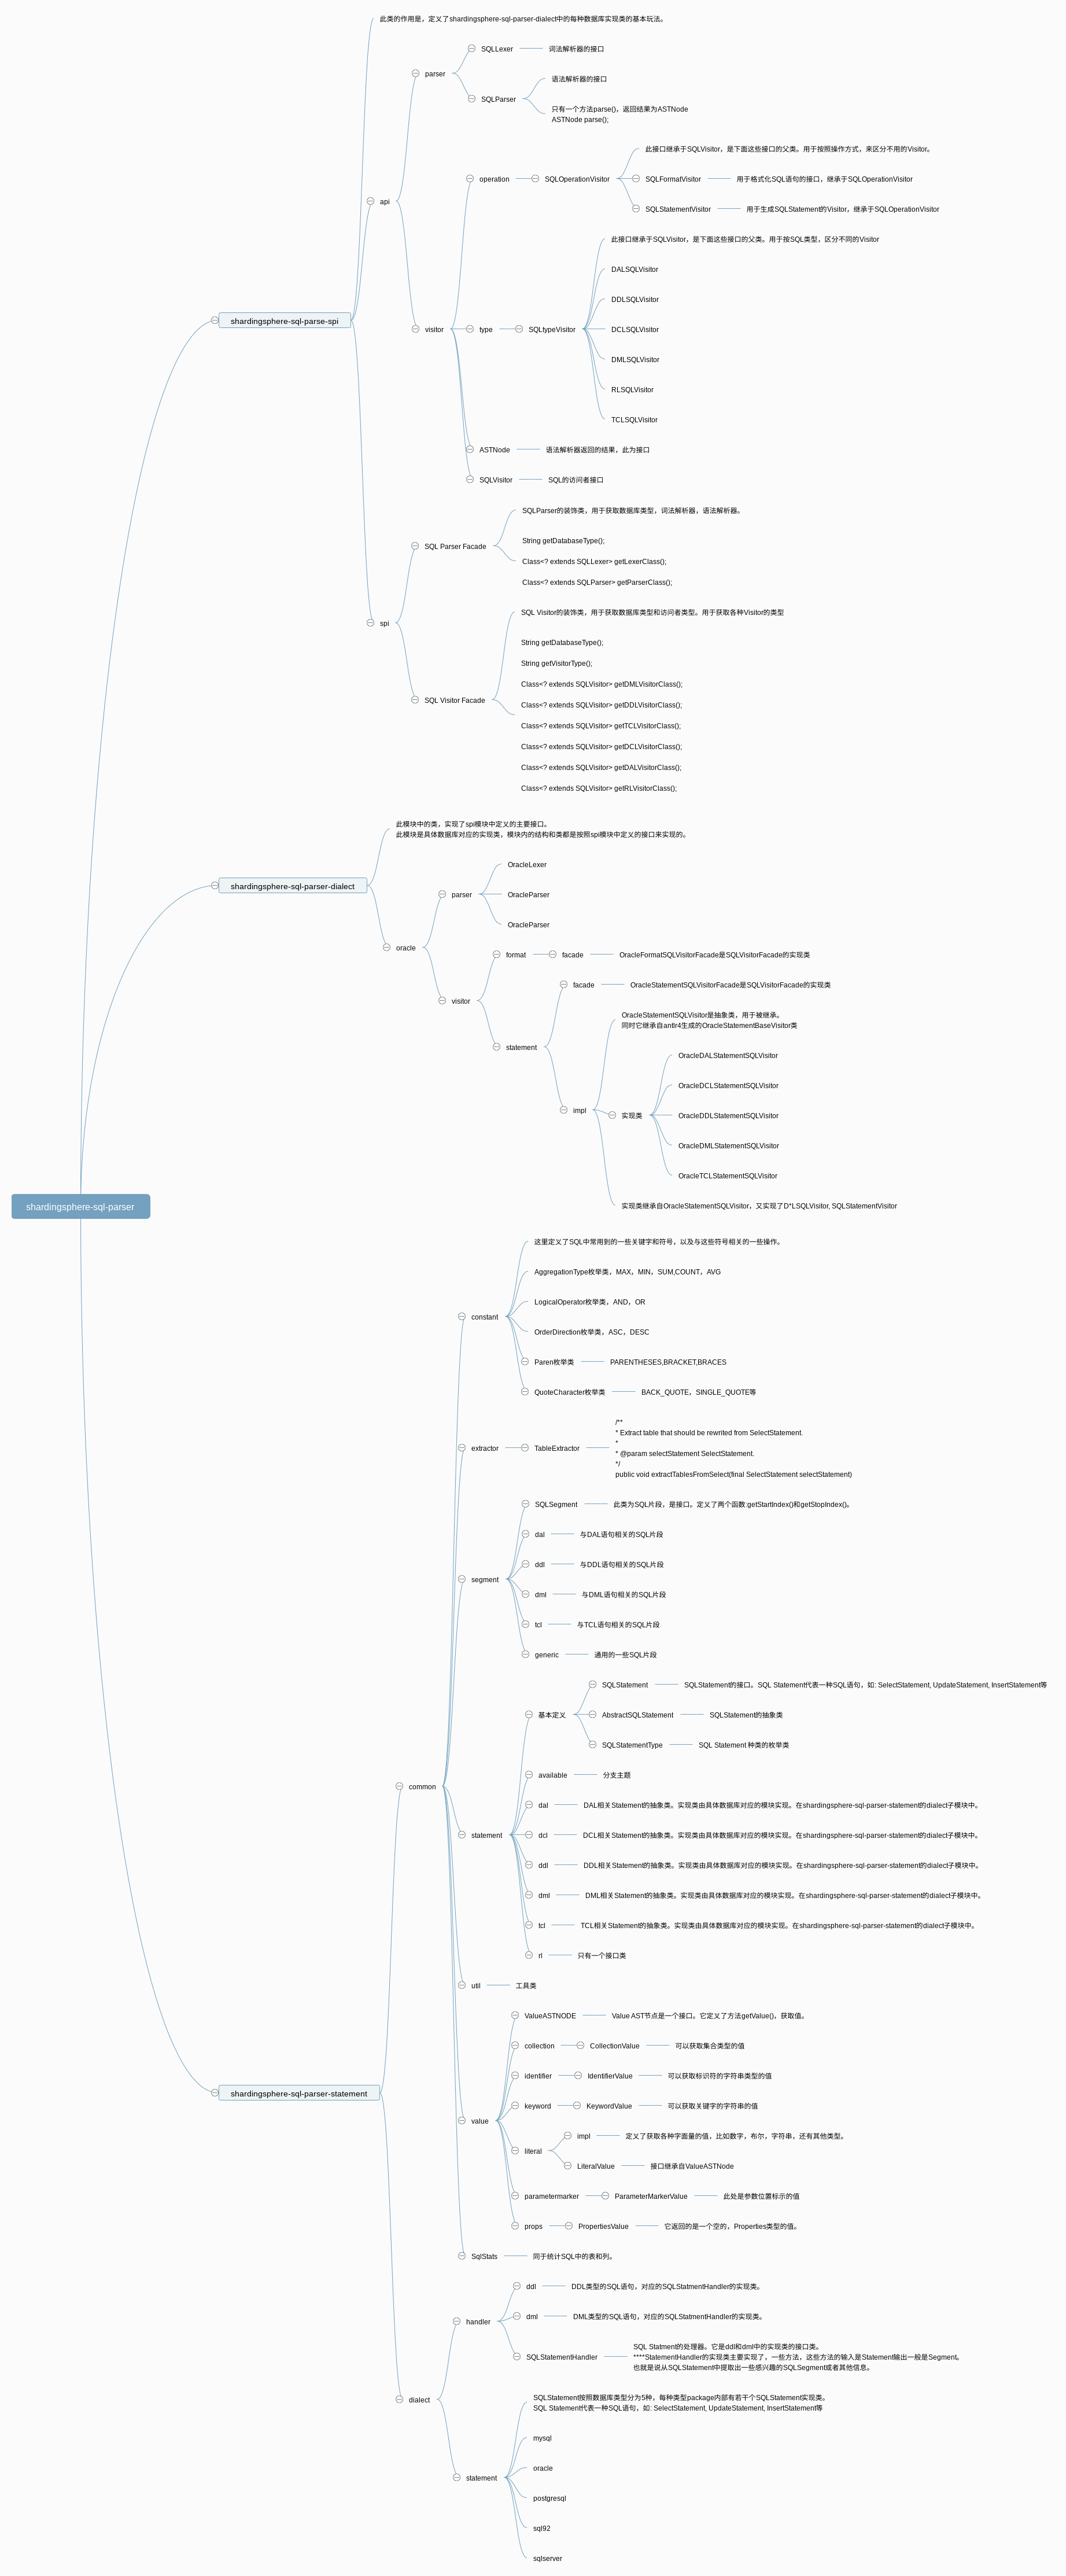 此类的作用是，定义了shardingsphere-sql-parser-dialect中的每种数据库实现类的基本玩法。
SQLLexer
词法解析器的接口
parser
语法解析器的接口
SQLParser
只有一个方法parse()，返回结果为ASTNode
ASTNode parse();
此接口继承于SQLVisitor，是下面这些接口的父类。用于按照操作方式，来区分不用的Visitor。
operation
SQLOperationVisitor
SQLFormatVisitor
用于格式化SQL语句的接口，继承于SQLOperationVisitor
api
SQLStatementVisitor
用于生成SQLStatement的Visitor，继承于SQLOperationVisitor
此接口继承于SQLVisitor，是下面这些接口的父类。用于按SQL类型，区分不同的Visitor
DALSQLVisitor
DDLSQLVisitor
shardingsphere-sql-parse-spi
visitor
type
SQLtypeVisitor
DCLSQLVisitor
DMLSQLVisitor
RLSQLVisitor
TCLSQLVisitor
ASTNode
语法解析器返回的结果，此为接口
SQLVisitor
SQL的访问者接口
SQLParser的装饰类，用于获取数据库类型，词法解析器，语法解析器。
SQL Parser Facade
String getDatabaseType();
Class<? extends SQLLexer> getLexerClass();
Class<? extends SQLParser> getParserClass();
spi
SQL Visitor的装饰类，用于获取数据库类型和访问者类型。用于获取各种Visitor的类型
SQL Visitor Facade
String getDatabaseType();
String getVisitorType();
Class<? extends SQLVisitor> getDMLVisitorClass();
Class<? extends SQLVisitor> getDDLVisitorClass();
Class<? extends SQLVisitor> getTCLVisitorClass();
Class<? extends SQLVisitor> getDCLVisitorClass();
Class<? extends SQLVisitor> getDALVisitorClass();
Class<? extends SQLVisitor> getRLVisitorClass();
此模块中的类，实现了spi模块中定义的主要接口。
此模块是具体数据库对应的实现类，模块内的结构和类都是按照spi模块中定义的接口来实现的。
shardingsphere-sql-parser-dialect
OracleLexer
parser
OracleParser
OracleParser
oracle
format
facade
OracleFormatSQLVisitorFacade是SQLVisitorFacade的实现类
visitor
facade
OracleStatementSQLVisitorFacade是SQLVisitorFacade的实现类
statement
OracleStatementSQLVisitor是抽象类，用于被继承。
同时它继承自antlr4生成的OracleStatementBaseVisitor类
OracleDALStatementSQLVisitor
OracleDCLStatementSQLVisitor
impl
实现类
OracleDDLStatementSQLVisitor
OracleDMLStatementSQLVisitor
OracleTCLStatementSQLVisitor
实现类继承自OracleStatementSQLVisitor，又实现了D*LSQLVisitor, SQLStatementVisitor
shardingsphere-sql-parser
这里定义了SQL中常用到的一些关键字和符号，以及与这些符号相关的一些操作。
AggregationType枚举类，MAX，MIN，SUM,COUNT，AVG
LogicalOperator枚举类，AND，OR
constant
OrderDirection枚举类，ASC，DESC
Paren枚举类
PARENTHESES,BRACKET,BRACES
QuoteCharacter枚举类
BACK_QUOTE，SINGLE_QUOTE等
extractor
TableExtractor
/**
* Extract table that should be rewrited from SelectStatement.
*
* @param selectStatement SelectStatement.
*/
public void extractTablesFromSelect(final SelectStatement selectStatement)
SQLSegment
此类为SQL片段，是接口。定义了两个函数:getStartIndex()和getStopIndex()。
dal
与DAL语句相关的SQL片段
ddl
与DDL语句相关的SQL片段
segment
dml
与DML语句相关的SQL片段
tcl
与TCL语句相关的SQL片段
generic
通用的一些SQL片段
SQLStatement
SQLStatement的接口。SQL Statement代表一种SQL语句，如: SelectStatement, UpdateStatement, InsertStatement等
基本定义
AbstractSQLStatement
SQLStatement的抽象类
SQLStatementType
SQL Statement 种类的枚举类
common
available
分支主题
dal
DAL相关Statement的抽象类。实现类由具体数据库对应的模块实现。在shardingsphere-sql-parser-statement的dialect子模块中。
statement
dcl
DCL相关Statement的抽象类。实现类由具体数据库对应的模块实现。在shardingsphere-sql-parser-statement的dialect子模块中。
ddl
DDL相关Statement的抽象类。实现类由具体数据库对应的模块实现。在shardingsphere-sql-parser-statement的dialect子模块中。
dml
DML相关Statement的抽象类。实现类由具体数据库对应的模块实现。在shardingsphere-sql-parser-statement的dialect子模块中。
tcl
TCL相关Statement的抽象类。实现类由具体数据库对应的模块实现。在shardingsphere-sql-parser-statement的dialect子模块中。
rl
只有一个接口类
util
工具类
ValueASTNODE
Value AST节点是一个接口。它定义了方法getValue()，获取值。
collection
CollectionValue
可以获取集合类型的值
identifier
IdentifierValue
可以获取标识符的字符串类型的值
shardingsphere-sql-parser-statement
keyword
KeywordValue
可以获取关键字的字符串的值
value
literal
impl
定义了获取各种字面量的值，比如数字，布尔，字符串，还有其他类型。
LiteralValue
接口继承自ValueASTNode
parametermarker
ParameterMarkerValue
此处是参数位置标示的值
props
PropertiesValue
它返回的是一个空的，Properties类型的值。
SqlStats
同于统计SQL中的表和列。
ddl
DDL类型的SQL语句，对应的SQLStatmentHandler的实现类。
handler
dml
DML类型的SQL语句，对应的SQLStatmentHandler的实现类。
SQLStatementHandler
SQL Statment的处理器。它是ddl和dml中的实现类的接口类。
****StatementHandler的实现类主要实现了，一些方法，这些方法的输入是Statement输出一般是Segment。
也就是说从SQLStatement中提取出一些感兴趣的SQLSegment或者其他信息。
dialect
SQLStatement按照数据库类型分为5种，每种类型package内部有若干个SQLStatement实现类。
SQL Statement代表一种SQL语句，如: SelectStatement, UpdateStatement, InsertStatement等
mysql
oracle
statement
postgresql
sql92
sqlserver